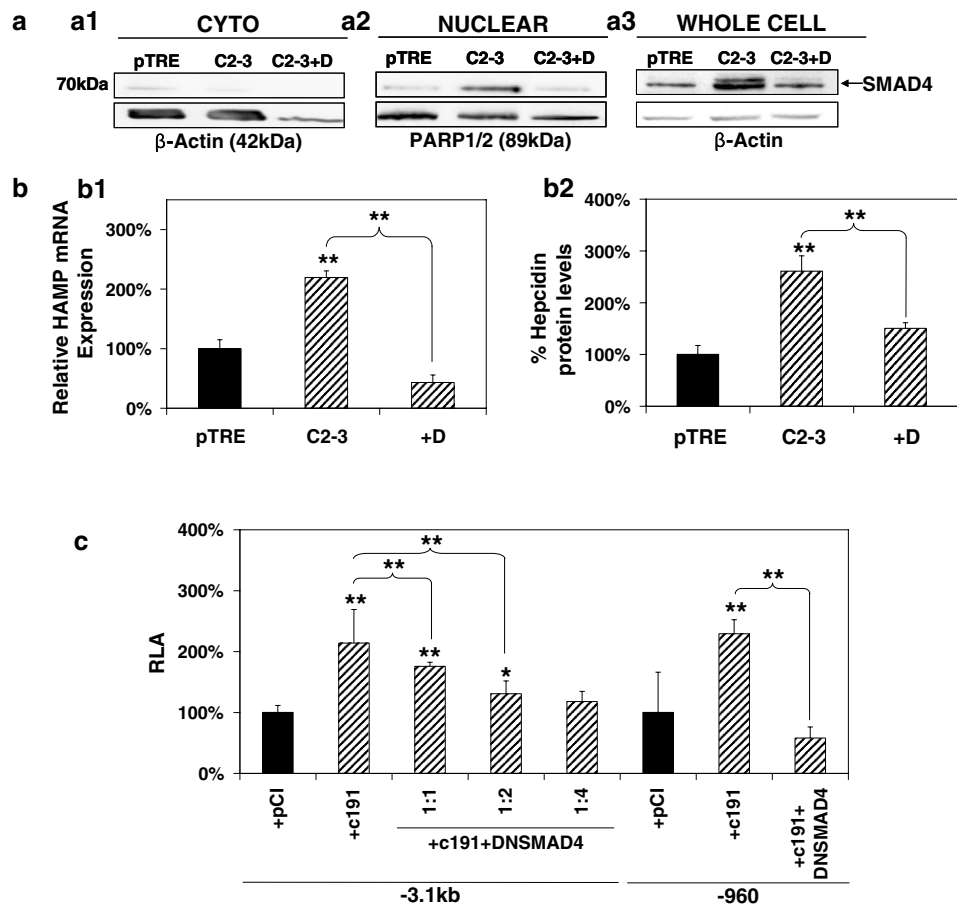 a a1 CYTO a2 NUCLEAR a3 WHOLE CELL
pTRE C2-3 C2-3+D pTRE C2-3 C2-3+D pTRE C2-3 C2-3+D
70kDa SMAD4
β-Actin (42kDa) PARP1/2 (89kDa) β-Actin
b b1
Relative HAMP mRNA
Expression
300%
200%
100%
0%
**
**
pTRE C2-3 +D
b2
% Hepcidin
protein levels
400%
300%
200%
100%
0%
**
**
pTRE C2-3 +D
c
RLA
400%
300%
200%
100%
0%
**
**
**
**
*
**
**
+pCI
+c191
1:1
1:2
1:4
+c191+DNSMAD4
-3.1kb
+pCI
+c191
+c191+
DNSMAD4
-960